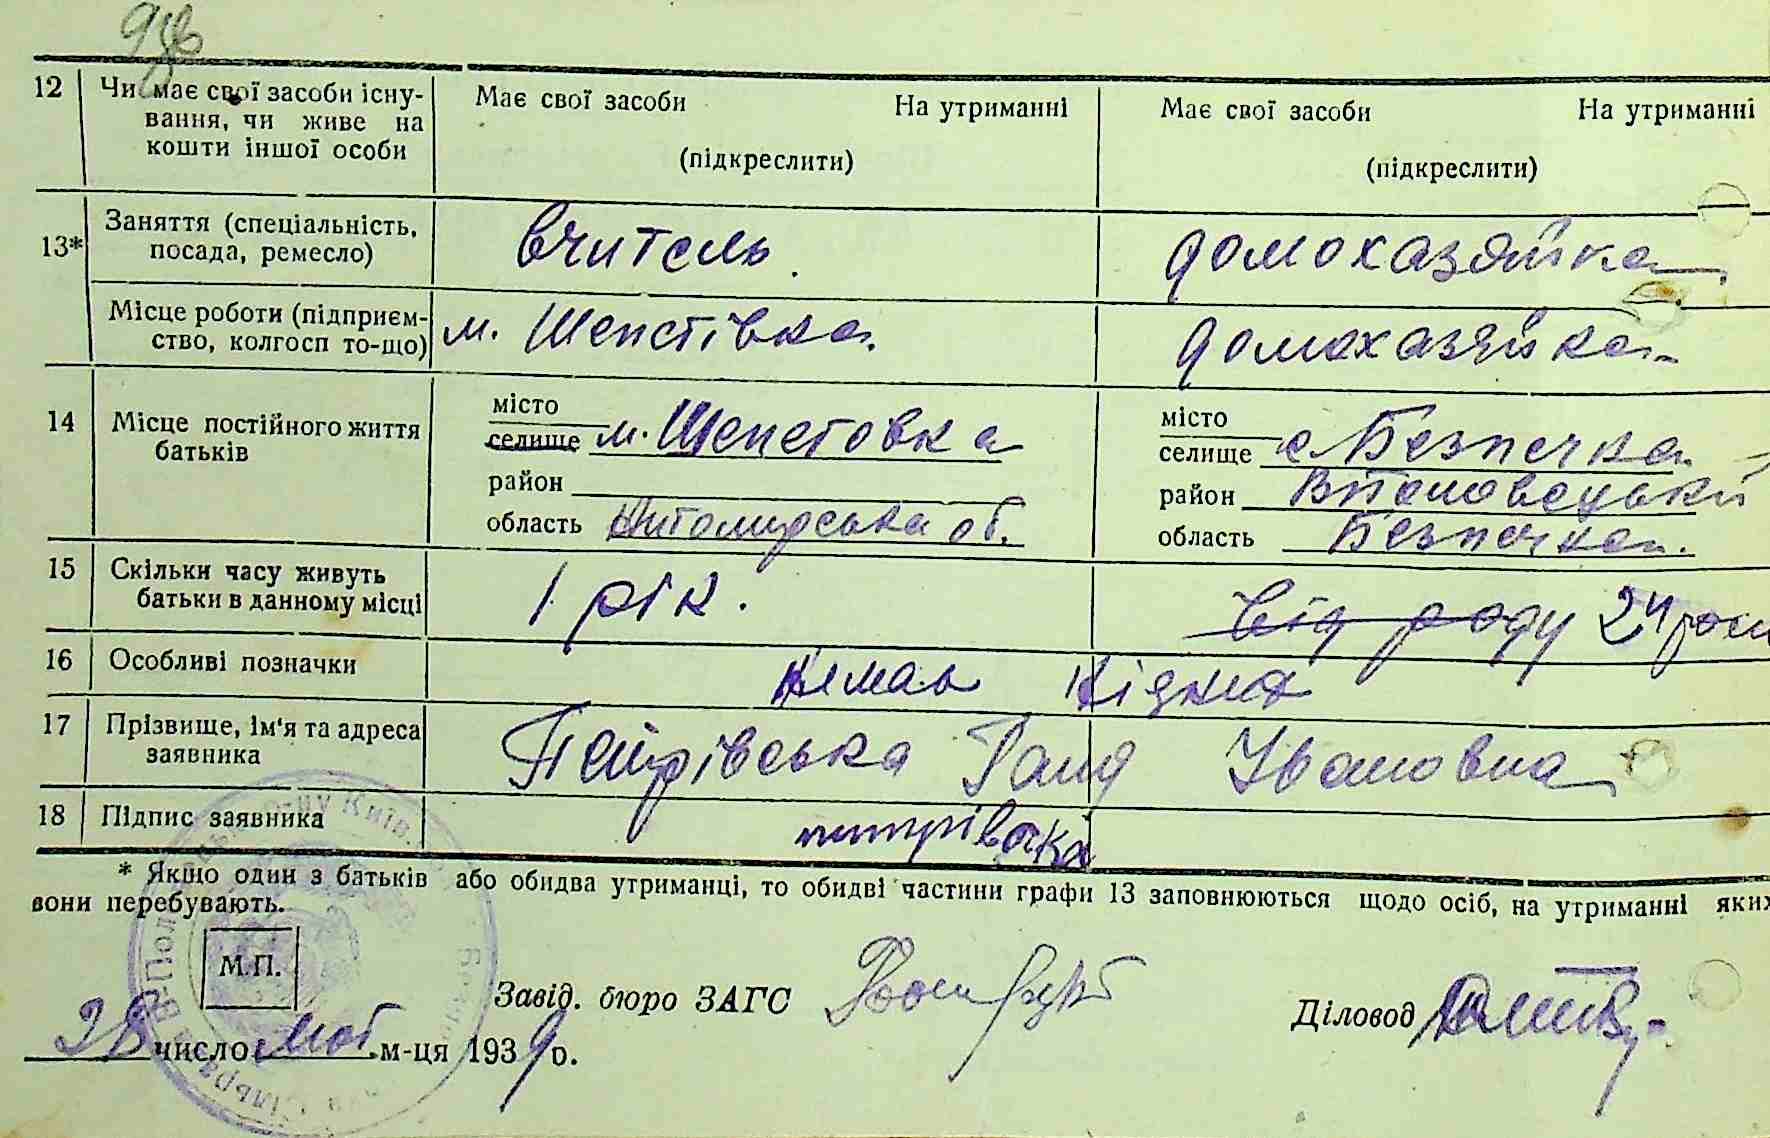 12 Чи має свої засоби існу- Має свої засоби На утриманні Має свої засоби На утриманні
вання, чи живе на
кошти іншої особи (підкреслити) (підкреслити)
13* Заняття (спеціальність, вчитель. домохазяйка
посада, ремесло)
Місце роботи (підприєм- м. Шепетівка. домохазяйка
ство, колгосп то-що)
14 Місце постійного життя місто місто
батьків селище м. Шепетовка селище с. Безпечна
район район
область Житомирська об. область Безпечна.
15 Скільки часу живуть 1 рік. від роду 24 роки
батьки в данному місці
16 Особливі позначки немає
17 Прізвище, ім'я та адреса Петрівська Ганя Івановна
заявника
18 Підпис заявника петрівська
* Якщо один з батьків або обидва утриманці, то обидві частини графи 13 заповнюються щодо осіб, на утриманні яких
вони перебувають.
М.П.
Завід. бюро ЗАГС Діловод
28 число м-ця 1939 р.